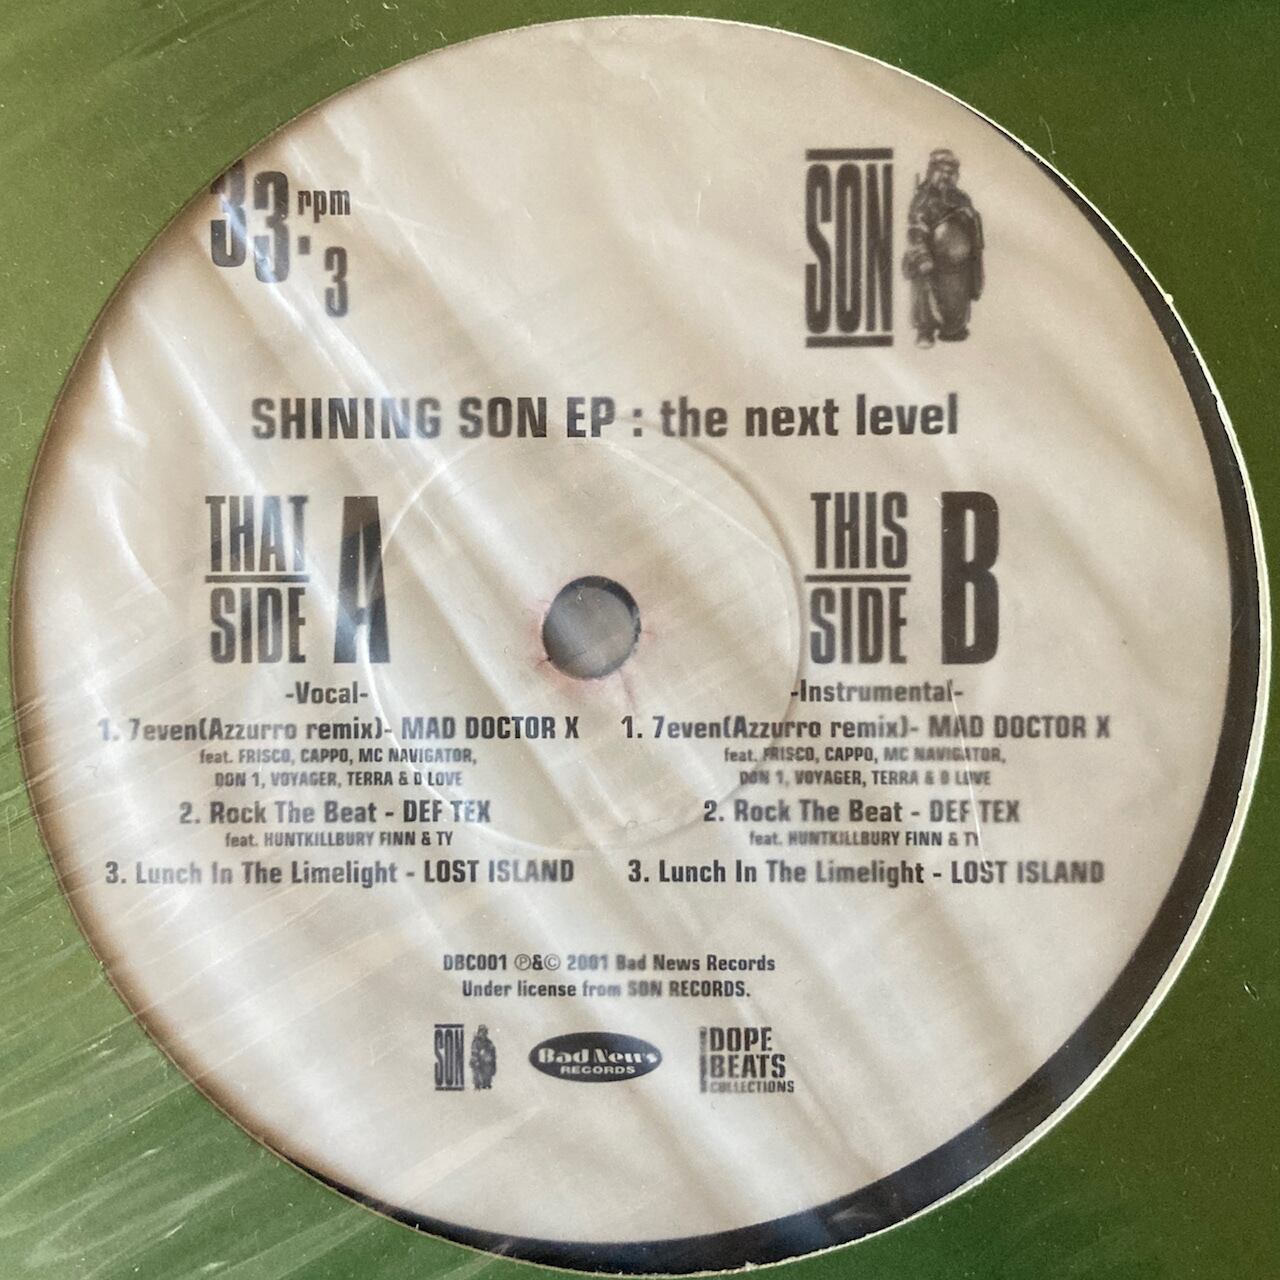 33.3 rpm
SON
SHINING SON EP : the next level
THAT
SIDE A
-Vocal-
1. 7even(Azzurro remix)- MAD DOCTOR X
feat. FRISCO, CAPPO, MC NAVIGATOR,
DON 1, VOYAGER, TERRA & D LOVE
2. Rock The Beat - DEF TEX
feat. HUNTKILLBURY FINN & TY
3. Lunch In The Limelight - LOST ISLAND
THIS
SIDE B
-Instrumental-
1. 7even(Azzurro remix)- MAD DOCTOR X
feat. FRISCO, CAPPO, MC NAVIGATOR,
DON 1, VOYAGER, TERRA & D LOVE
2. Rock The Beat - DEF TEX
feat. HUNTKILLBURY FINN & TY
3. Lunch In The Limelight - LOST ISLAND
DBC001 ℗&© 2001 Bad News Records
Under license from SON RECORDS.
SON
Bad News
RECORDS
DOPE
BEATS
COLLECTIONS